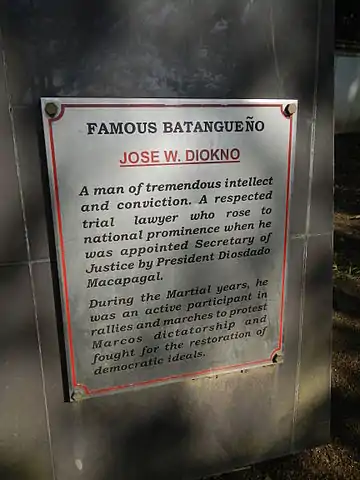 FAMOUS BATANGUEÑO
JOSE W. DIOKNO
A man of tremendous intellect
and conviction. A respected
trial lawyer who rose to
national prominence when he
was appointed Secretary of
Justice by President Diosdado
Macapagal.
During the Martial years, he
was an active participant in
rallies and marches to protest
Marcos dictatorship and
fought for the restoration of
democratic ideals.